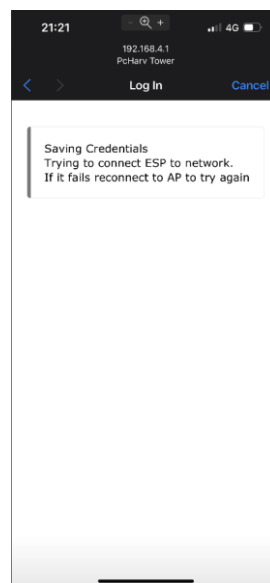 21:21
- +
4G
192.168.4.1
PcHarv Tower
Log In
Cancel
Saving Credentials
Trying to connect ESP to network.
If it fails reconnect to AP to try again